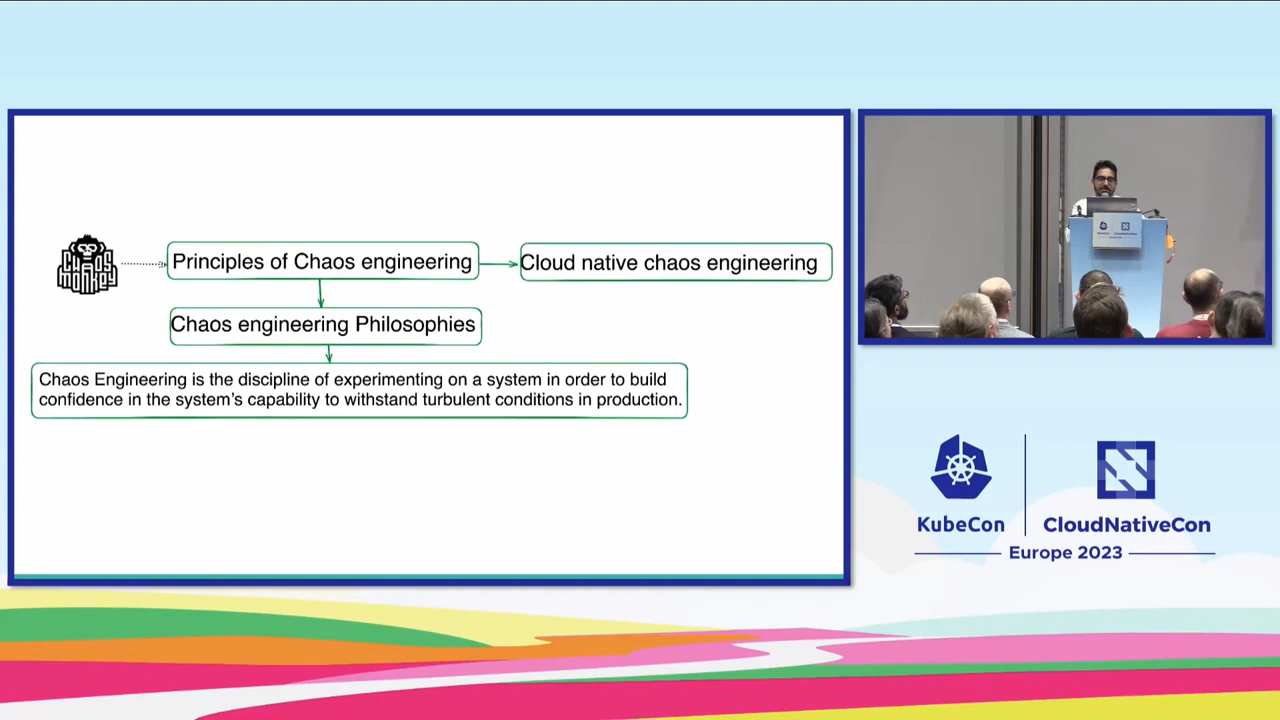 CHAOS
MONKEY
Principles of Chaos engineering
Cloud native chaos engineering
Chaos engineering Philosophies
Chaos Engineering is the discipline of experimenting on a system in order to build
confidence in the system's capability to withstand turbulent conditions in production.
KubeCon
CloudNativeCon
Europe 2023